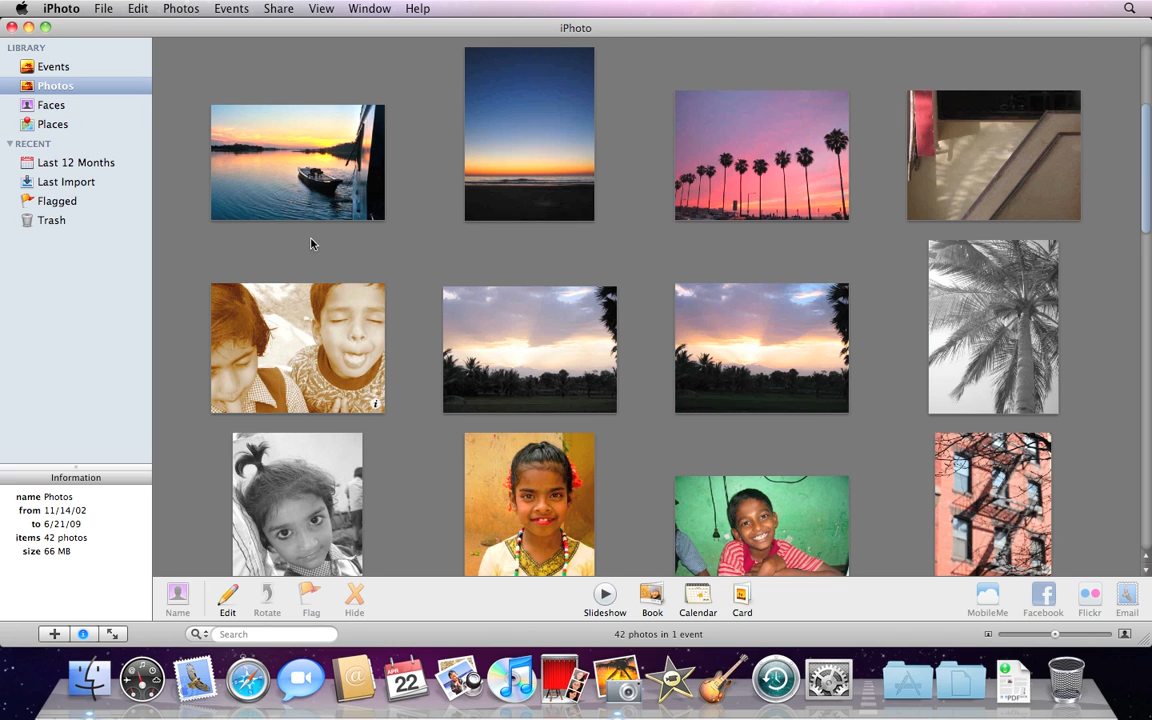 iPhoto File Edit Photos Events Share View Window Help
iPhoto
LIBRARY
Events
Photos
Faces
Places
RECENT
Last 12 Months
Last Import
Flagged
Trash
Information
name Photos
from 11/14/02
to 6/21/09
items 42 photos
size 66 MB
Name Edit Rotate Flag Hide Slideshow Book Calendar Card MobileMe Facebook Flickr Email
Search
42 photos in 1 event
APR
22
PDF